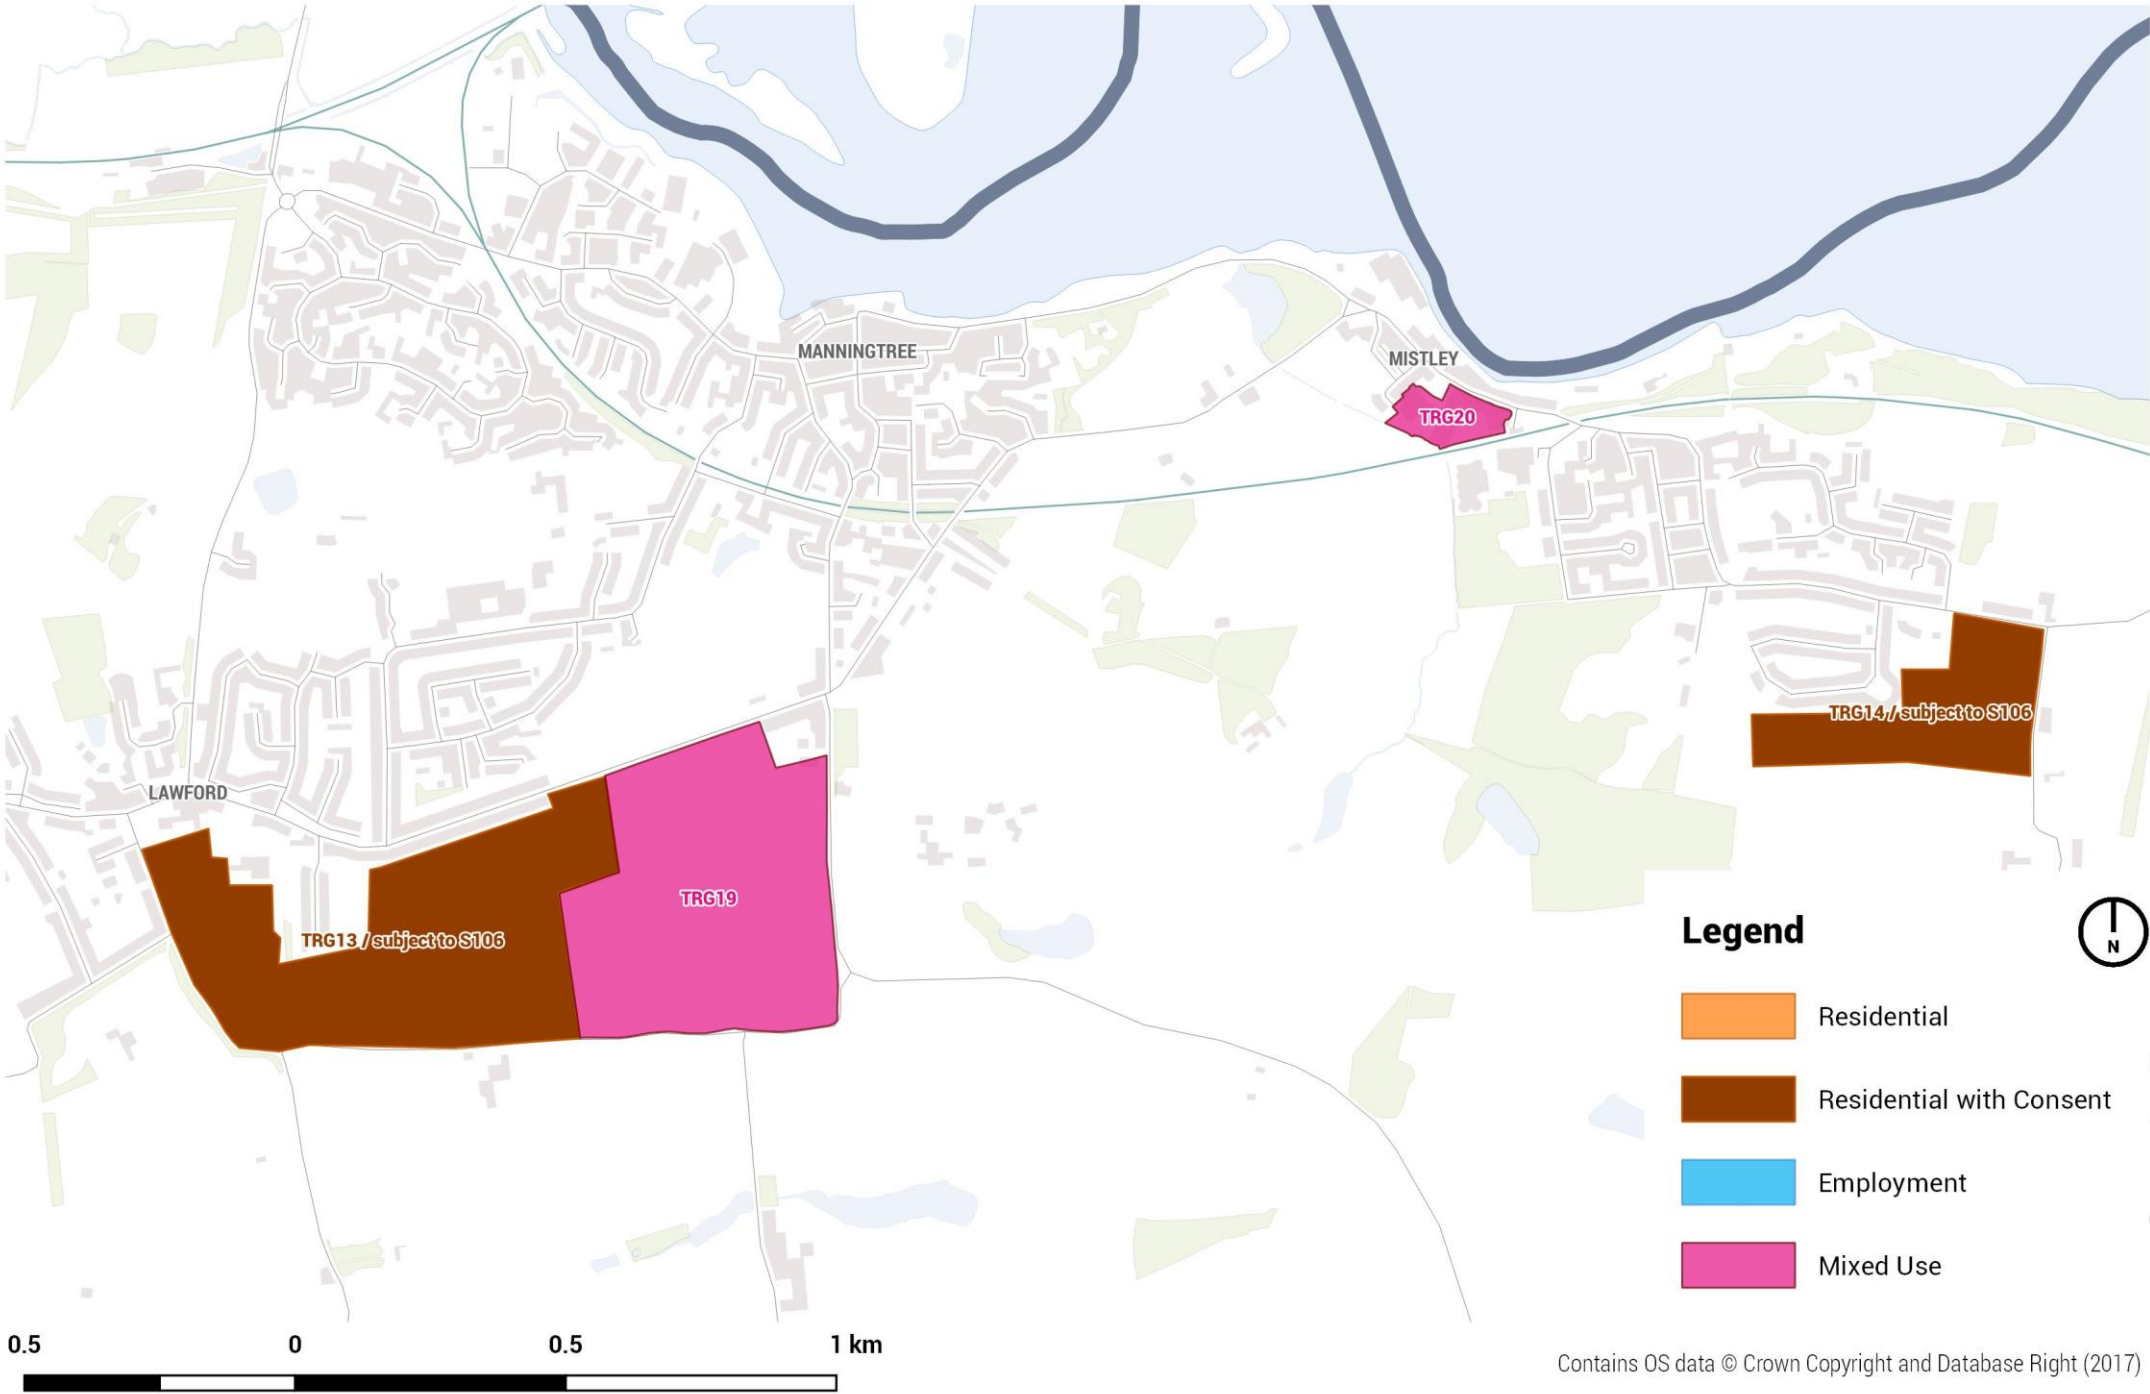 MANNINGTREE
MISTLEY
TRG20
TRG14 / subject to S106
LAWFORD
TRG19
TRG13 / subject to S106
Legend
N
Residential
Residential with Consent
Employment
Mixed Use
0.5 0 0.5 1 km
Contains OS data © Crown Copyright and Database Right (2017)